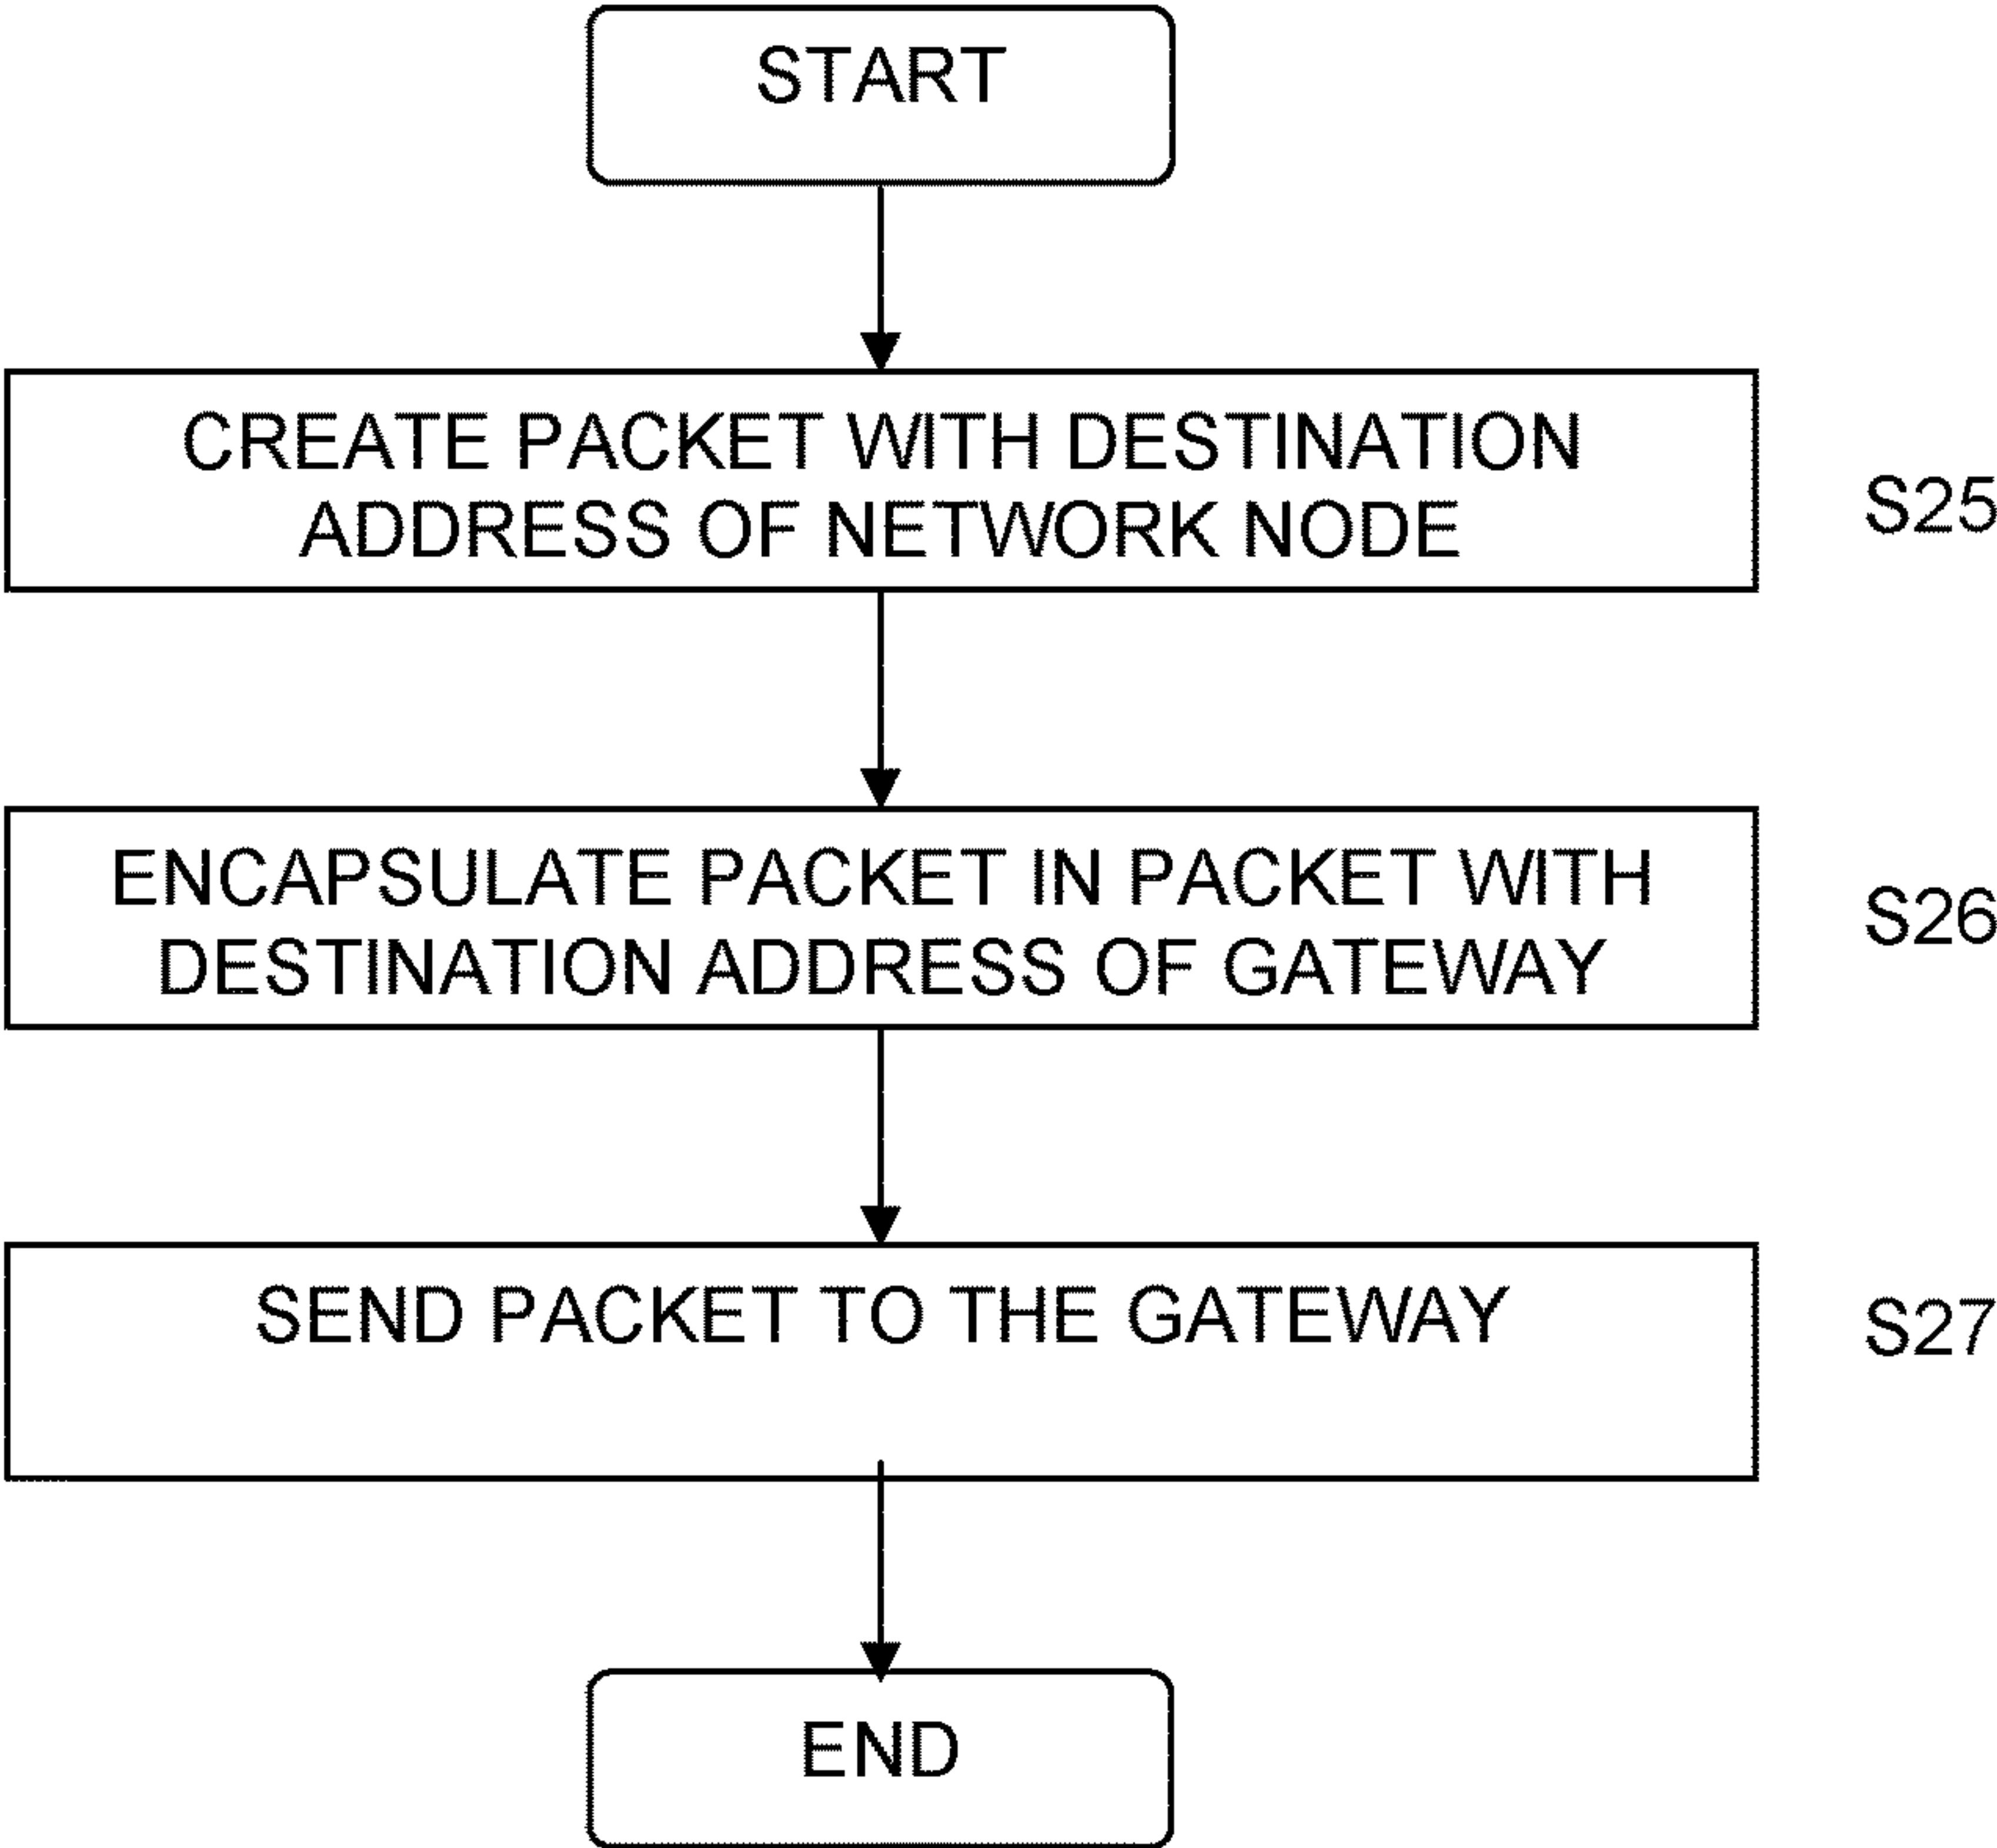 START
CREATE PACKET WITH DESTINATION
ADDRESS OF NETWORK NODE
S25
ENCAPSULATE PACKET IN PACKET WITH
DESTINATION ADDRESS OF GATEWAY
S26
SEND PACKET TO THE GATEWAY
S27
END